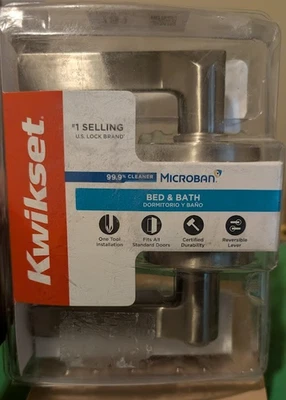 Kwikset
#1 SELLING
U.S. LOCK BRAND
99.9% CLEANER MICROBAN
BED & BATH
DORMITORIO Y BAÑO
One Tool
Installation
Fits All
Standard Doors
Certified
Durability
Reversible
Lever